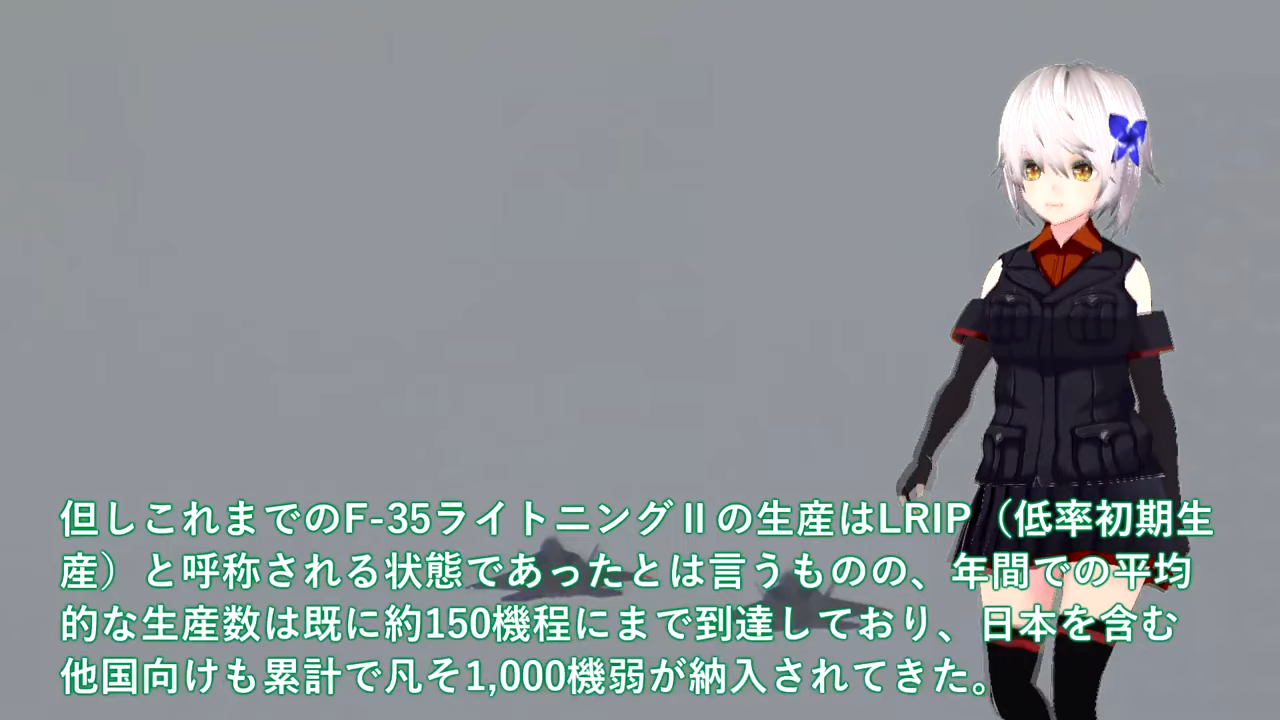 但しこれまでのF-35ライトニングⅡの生産はLRIP（低率初期生
産）と呼称される状態であったとは言うものの、年間での平均
的な生産数は既に約150機程にまで到達しており、日本を含む
他国向けも累計で凡そ1,000機弱が納入されてきた。